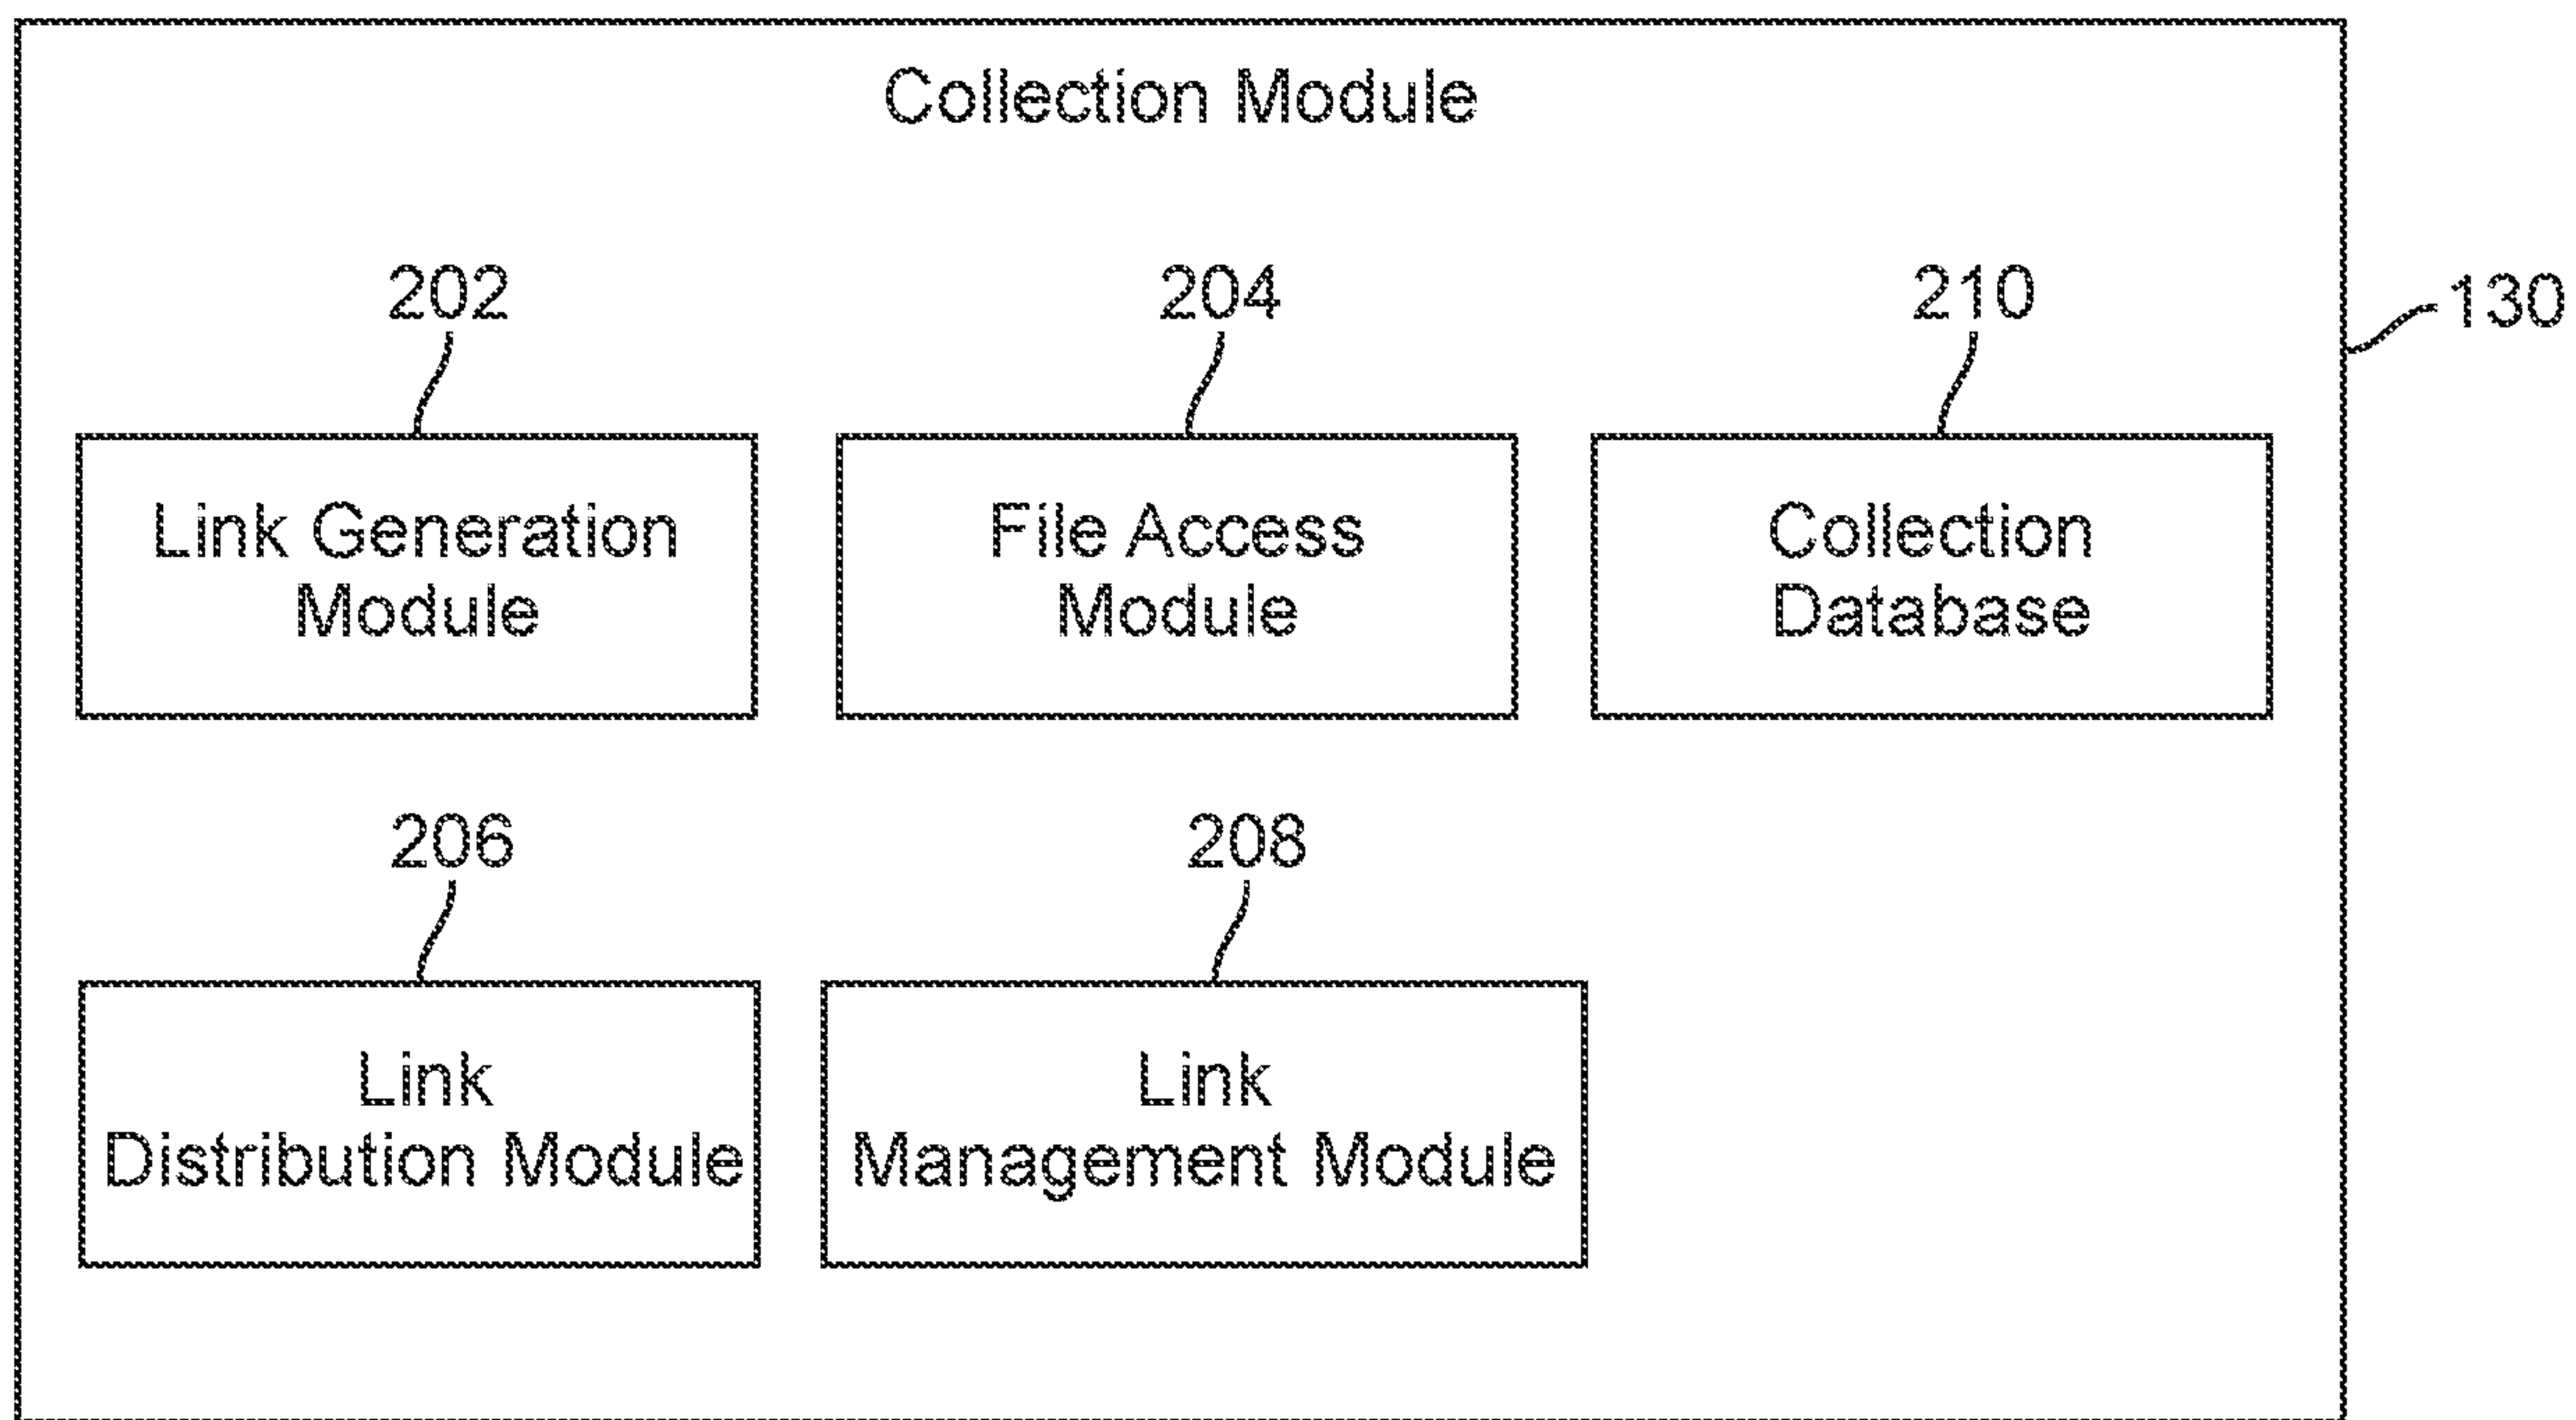 Collection Module
130
202
Link Generation
Module
204
File Access
Module
210
Collection
Database
206
Link
Distribution Module
208
Link
Management Module